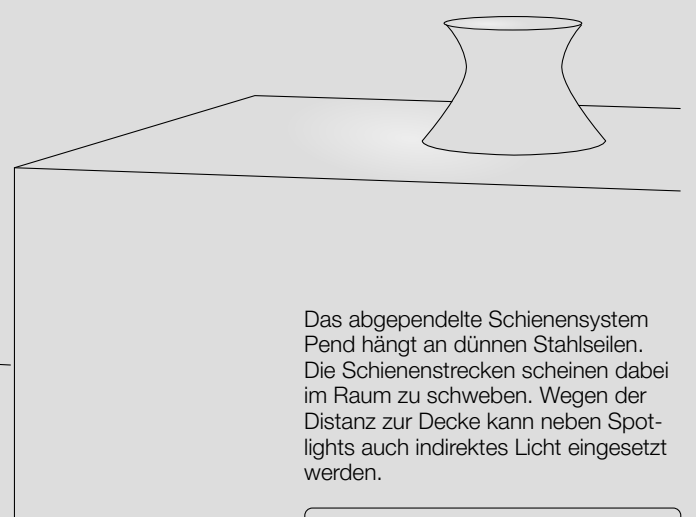 Das abgependelte Schienensystem
Pend hängt an dünnen Stahlseilen.
Die Schienenstrecken scheinen dabei
im Raum zu schweben. Wegen der
Distanz zur Decke kann neben Spot-
lights auch indirektes Licht eingesetzt
werden.